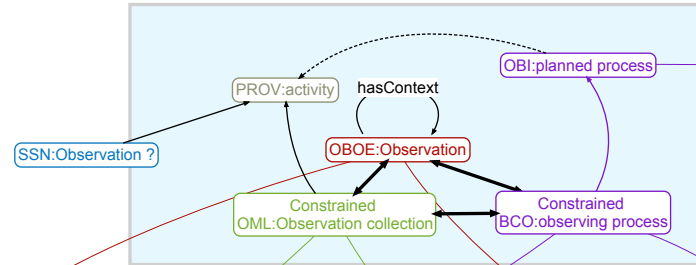 OBI:planned process
PROV:activity
hasContext
SSN:Observation ?
OBOE:Observation
Constrained
OML:Observation collection
Constrained
BCO:observing process